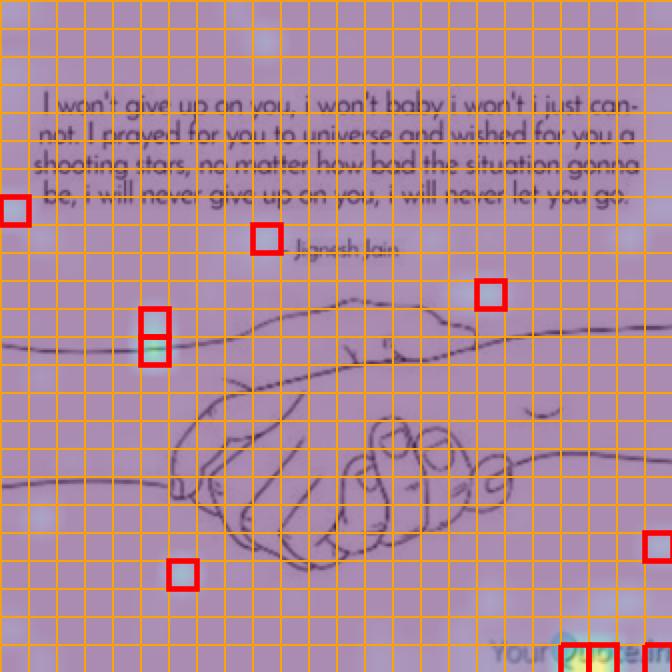 I won't give up on you, i won't baby i won't i just can-
not. I prayed for you to universe and wished for you a
shooting stars, no matter how bad the situation gonna
be, i will never give up on you, i will never let you go.
- Jignesh Jain
YourQuote.in